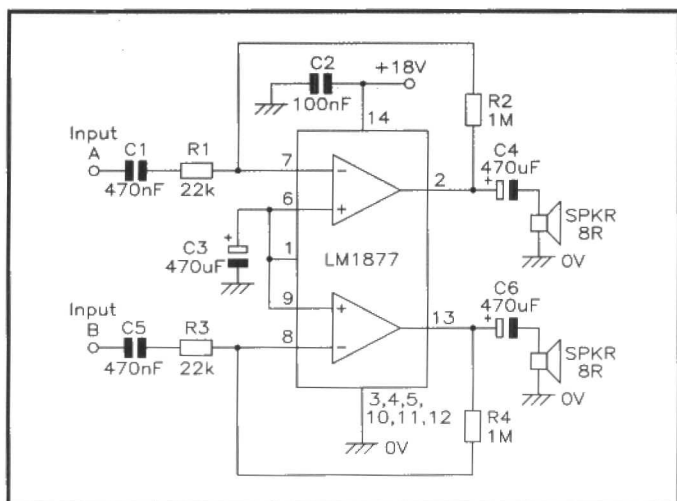 C2
+18V
100nF
14
R2
1M
Input
A
C1
R1
470nF
22k
7
-
2
C4
470uF
+
6
+
SPKR
8R
0V
+
C3
470uF
1
LM1877
9
+
Input
B
C5
R3
470nF
22k
8
-
13
C6
470uF
+
SPKR
8R
0V
3,4,5,
10,11,12
0V
R4
1M